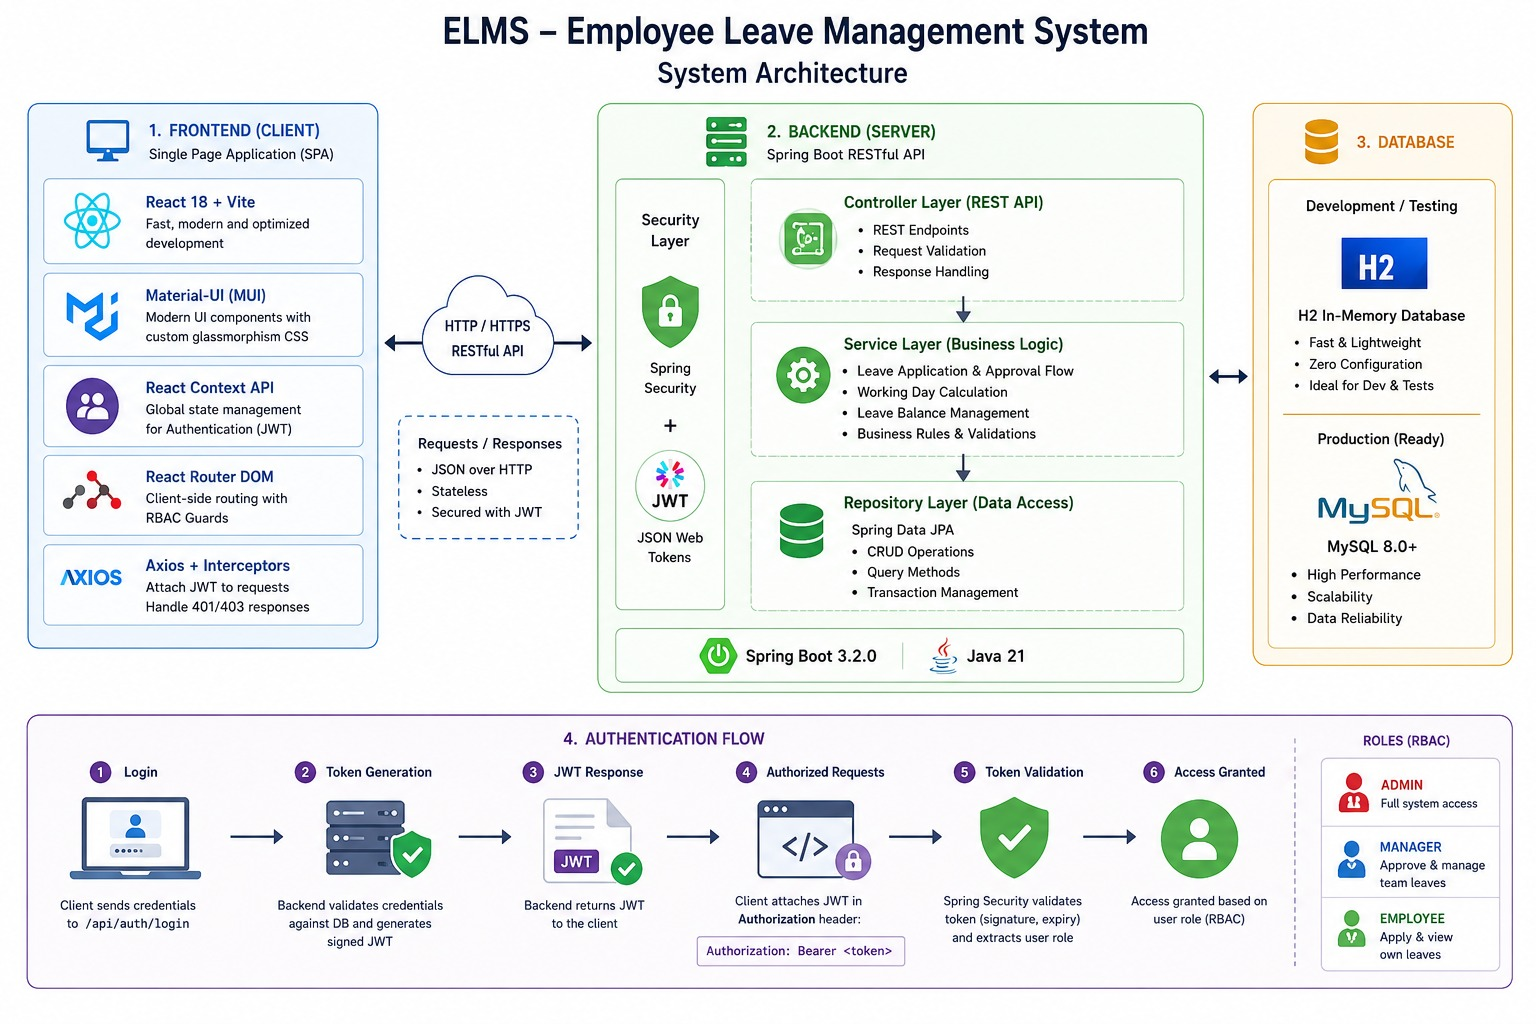 ELMS – Employee Leave Management System
System Architecture
1. FRONTEND (CLIENT)
Single Page Application (SPA)
React 18 + Vite
Fast, modern and optimized
development
Material-UI (MUI)
Modern UI components with
custom glassmorphism CSS
React Context API
Global state management
for Authentication (JWT)
React Router DOM
Client-side routing with
RBAC Guards
AXIOS
Axios + Interceptors
Attach JWT to requests
Handle 401/403 responses
HTTP / HTTPS
RESTful API
Requests / Responses
• JSON over HTTP
• Stateless
• Secured with JWT
2. BACKEND (SERVER)
Spring Boot RESTful API
Security
Layer
Spring
Security
+
JWT
JSON Web
Tokens
Controller Layer (REST API)
• REST Endpoints
• Request Validation
• Response Handling
Service Layer (Business Logic)
• Leave Application & Approval Flow
• Working Day Calculation
• Leave Balance Management
• Business Rules & Validations
Repository Layer (Data Access)
Spring Data JPA
• CRUD Operations
• Query Methods
• Transaction Management
Spring Boot 3.2.0
Java 21
3. DATABASE
Development / Testing
H2
H2 In-Memory Database
• Fast & Lightweight
• Zero Configuration
• Ideal for Dev & Tests
Production (Ready)
MySQL
MySQL 8.0+
• High Performance
• Scalability
• Data Reliability
4. AUTHENTICATION FLOW
1 Login
Client sends credentials
to /api/auth/login
2 Token Generation
Backend validates credentials
against DB and generates
signed JWT
3 JWT Response
JWT
Backend returns JWT
to the client
4 Authorized Requests
</>
Client attaches JWT in
Authorization header:
Authorization: Bearer <token>
5 Token Validation
Spring Security validates
token (signature, expiry)
and extracts user role
6 Access Granted
Access granted based on
user role (RBAC)
ROLES (RBAC)
ADMIN
Full system access
MANAGER
Approve & manage
team leaves
EMPLOYEE
Apply & view
own leaves